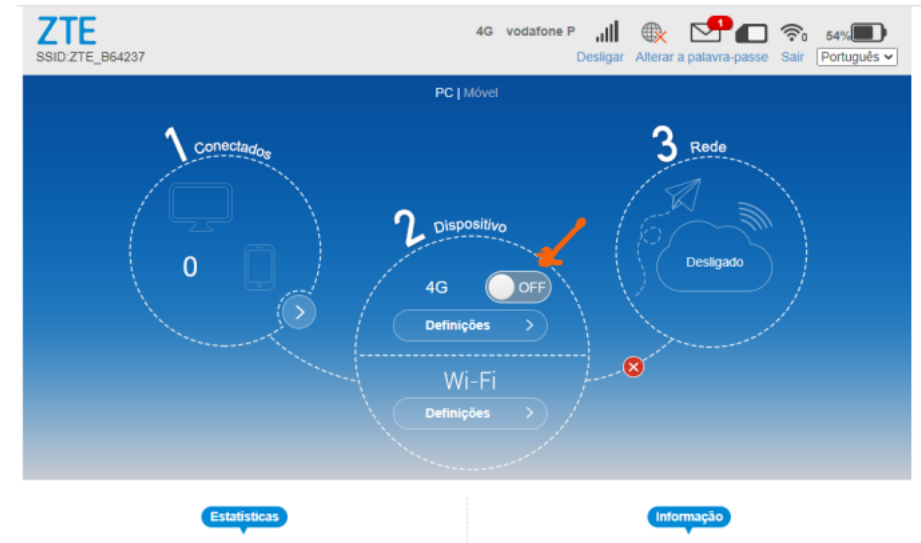 ZTE
SSID:ZTE_B64237
4G vodafone P
1
0
54%
Desligar Alterar a palavra-passe Sair Português
PC | Móvel
1 Conectados
0
2 Dispositivo
4G OFF
Definições
Wi-Fi
Definições
3 Rede
Desligado
Estatísticas
Informação